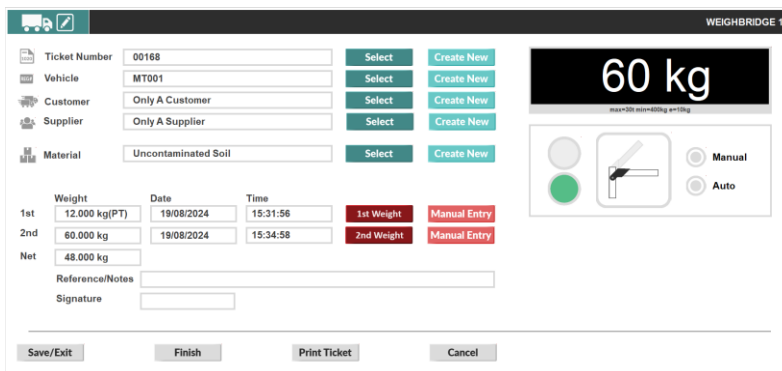 WEIGHBRIDGE 1
Ticket Number 00168 Select Create New
Vehicle MT001 Select Create New
Customer Only A Customer Select Create New
Supplier Only A Supplier Select Create New
Material Uncontaminated Soil Select Create New
60 kg
max=30t min=400kg e=10kg
Manual
Auto
Weight Date Time
1st 12.000 kg(PT) 19/08/2024 15:31:56 1st Weight Manual Entry
2nd 60.000 kg 19/08/2024 15:34:58 2nd Weight Manual Entry
Net 48.000 kg
Reference/Notes
Signature
Save/Exit Finish Print Ticket Cancel